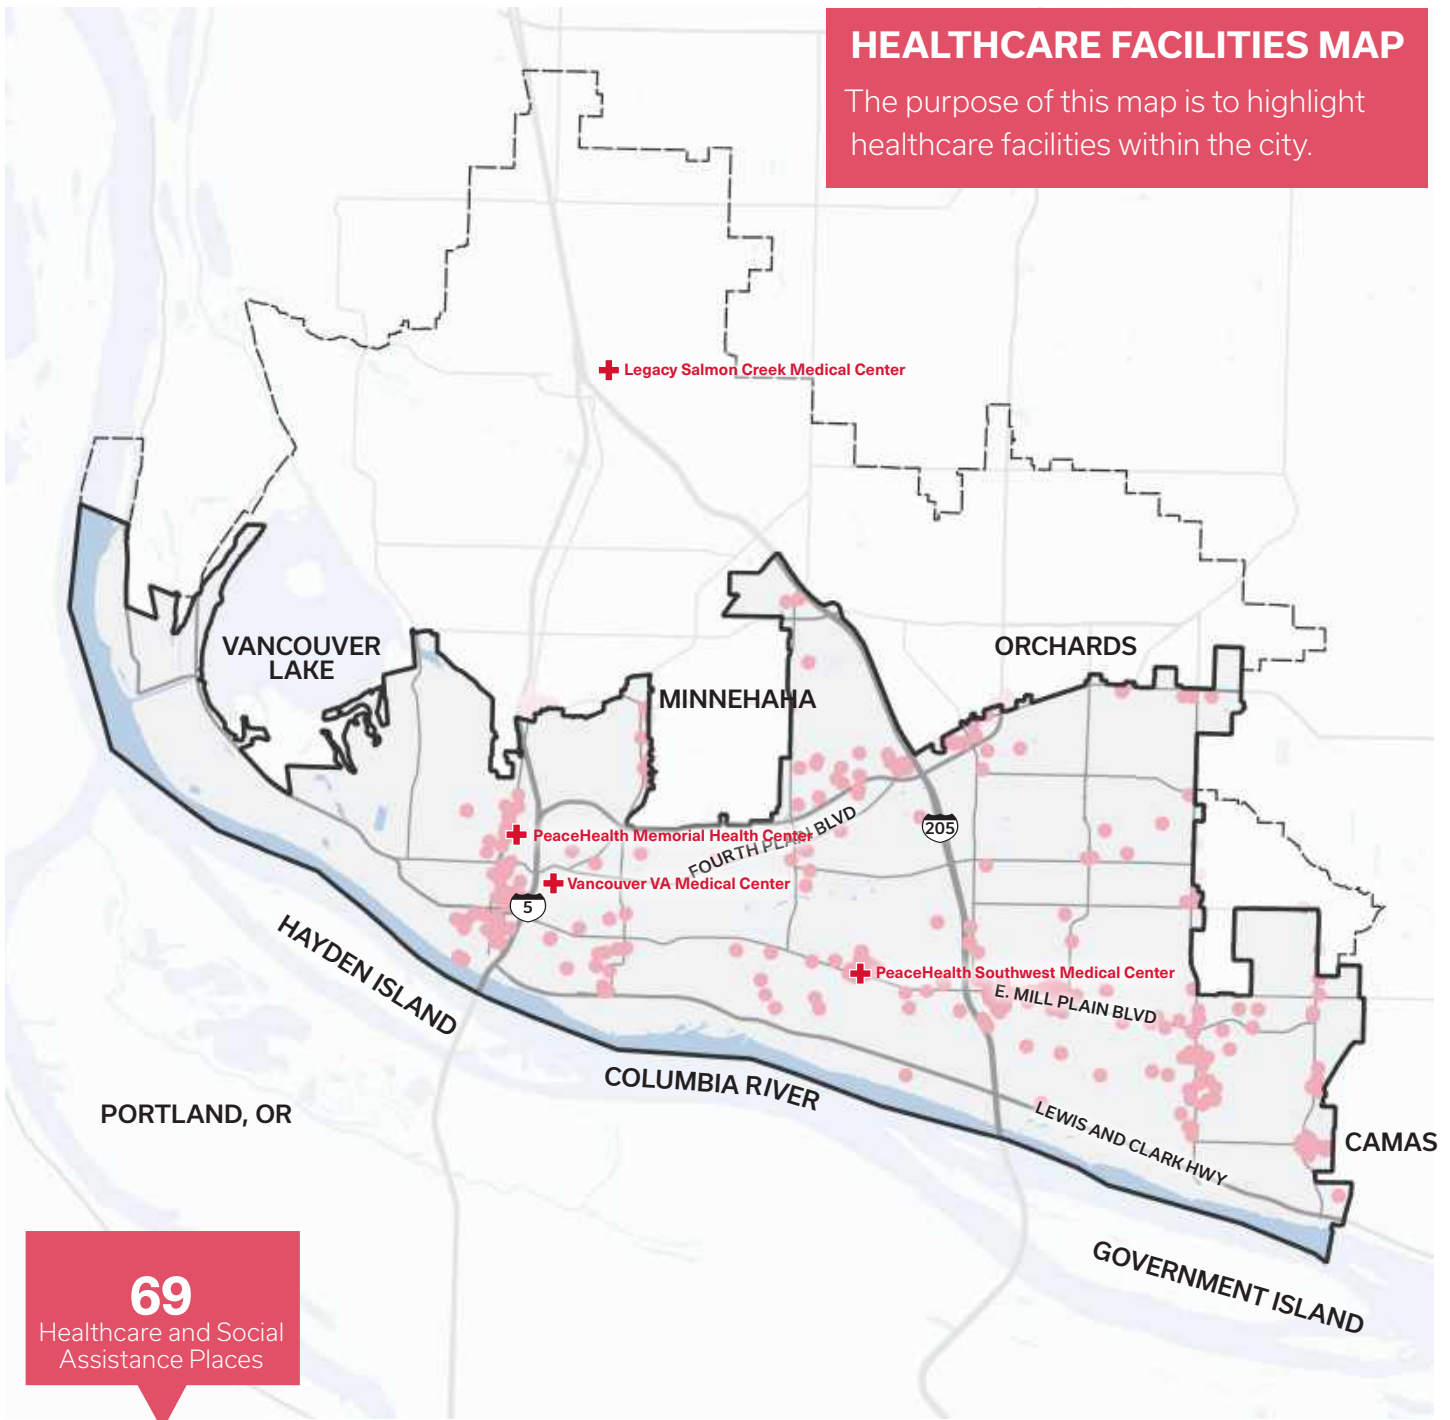 HEALTHCARE FACILITIES MAP
The purpose of this map is to highlight
healthcare facilities within the city.
Legacy Salmon Creek Medical Center
VANCOUVER
LAKE
ORCHARDS
MINNEHAHA
PeaceHealth Memorial Health Center
FOURTH PLAIN BLVD
205
Vancouver VA Medical Center
5
HAYDEN ISLAND
PeaceHealth Southwest Medical Center
E. MILL PLAIN BLVD
COLUMBIA RIVER
PORTLAND, OR
LEWIS AND CLARK HWY
CAMAS
GOVERNMENT ISLAND
69
Healthcare and Social
Assistance Places